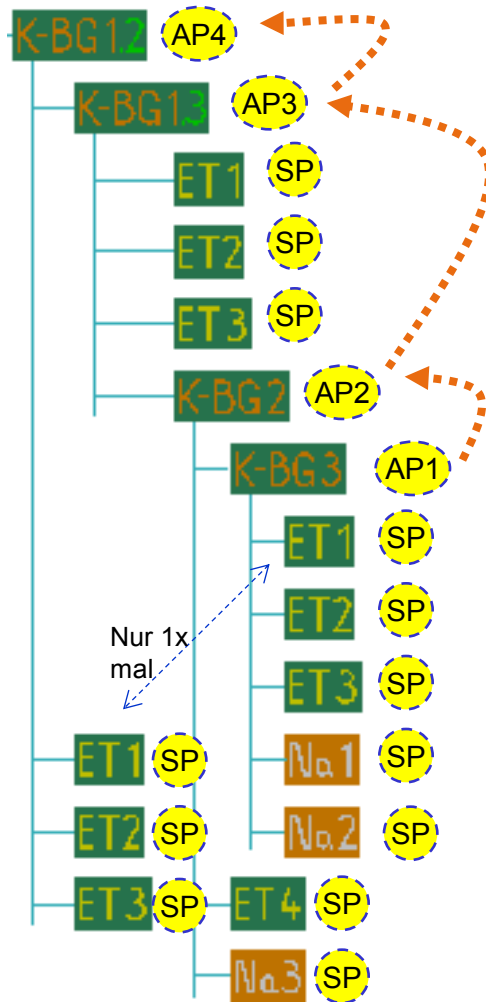 K-BG1.2 AP4
K-BG1.3 AP3
ET1 SP
ET2 SP
ET3 SP
K-BG2 AP2
K-BG3 AP1
ET1 SP
ET2 SP
Nur 1x
mal
ET3 SP
ET1 SP Na1 SP
ET2 SP Na2 SP
ET3 SP ET4 SP
Na3 SP